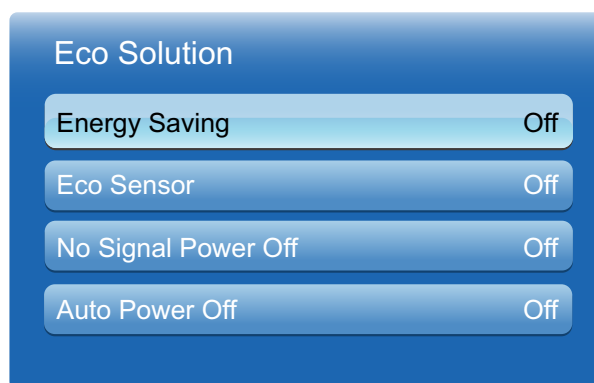 Eco Solution
Energy Saving Off
Eco Sensor Off
No Signal Power Off Off
Auto Power Off Off